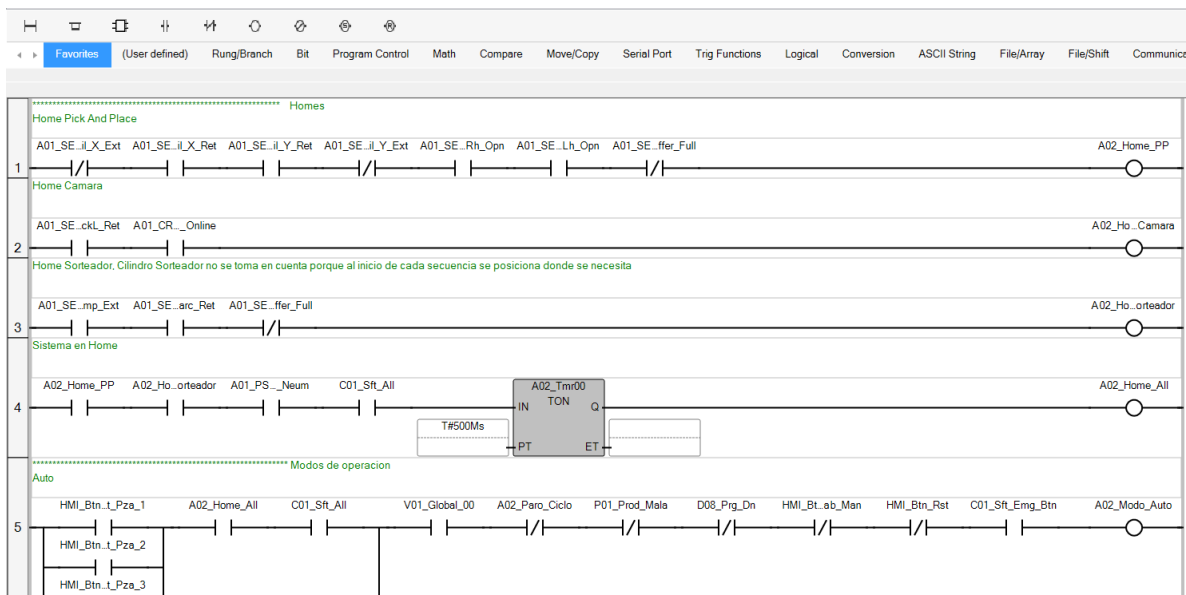 Favorites (User defined) Rung/Branch Bit Program Control Math Compare Move/Copy Serial Port Trig Functions Logical Conversion ASCII String File/Array File/Shift Communica
************************************************************** Homes
Home Pick And Place
A01_SE...il_X_Ext A01_SE...il_X_Ret A01_SE...il_Y_Ret A01_SE...il_Y_Ext A01_SE...Rh_Opn A01_SE...Lh_Opn A01_SE...ffer_Full A02_Home_PP
1
Home Camara
A01_SE...ckL_Ret A01_CR..._Online A02_Ho...Camara
2
Home Sorteador, Cilindro Sorteador no se toma en cuenta porque al inicio de cada secuencia se posiciona donde se necesita
A01_SE...mp_Ext A01_SE...arc_Ret A01_SE...ffer_Full A02_Ho...orteador
3
Sistema en Home
A02_Home_PP A02_Ho...orteador A01_PS..._Neum C01_Sft_All A02_Tmr00 A02_Home_All
4
IN TON Q
T#500Ms
PT ET
**************************************************************** Modos de operacion
Auto
HMI_Btn...t_Pza_1 A02_Home_All C01_Sft_All V01_Global_00 A02_Paro_Ciclo P01_Prod_Mala D08_Prg_Dn HMI_Bt...ab_Man HMI_Btn_Rst C01_Sft_Emg_Btn A02_Modo_Auto
5
HMI_Btn...t_Pza_2
HMI_Btn...t_Pza_3